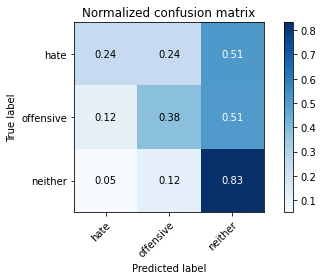 Normalized confusion matrix
True label
hate
0.24 0.24 0.51
offensive
0.12 0.38 0.51
neither
0.05 0.12 0.83
hate
offensive
neither
Predicted label
0.8
0.7
0.6
0.5
0.4
0.3
0.2
0.1